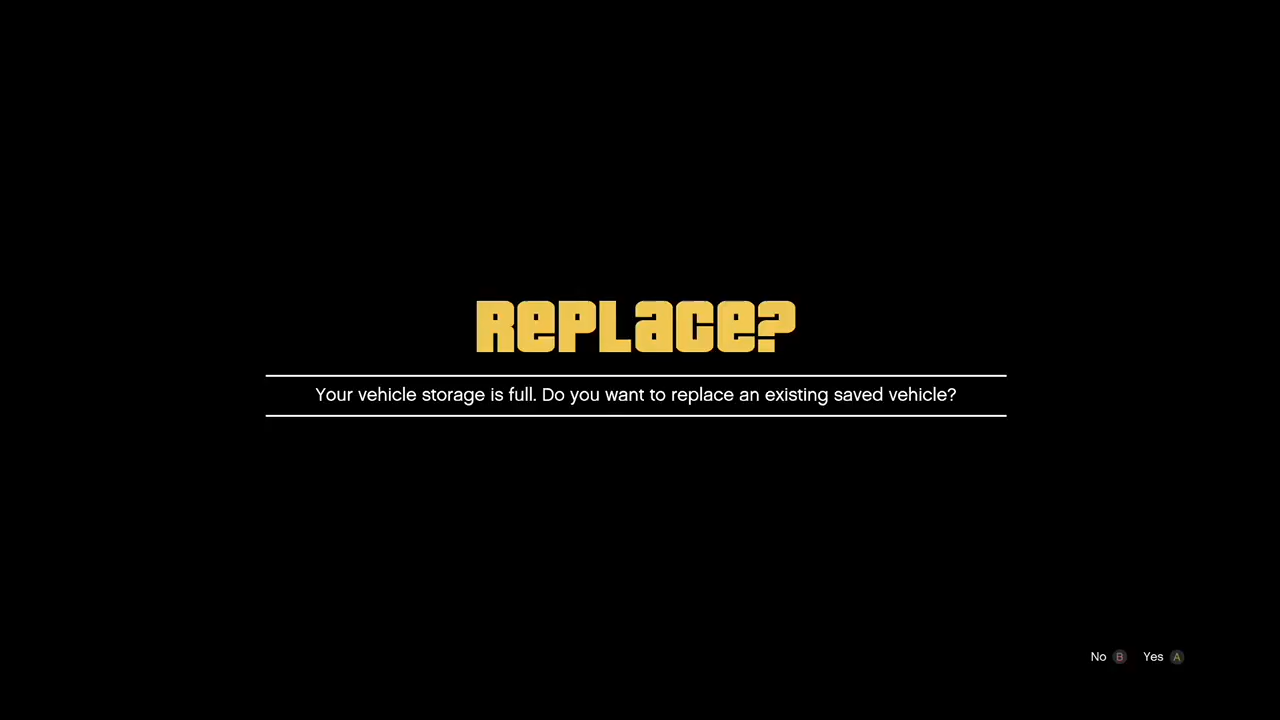 REPLACE?
Your vehicle storage is full. Do you want to replace an existing saved vehicle?
No B Yes A